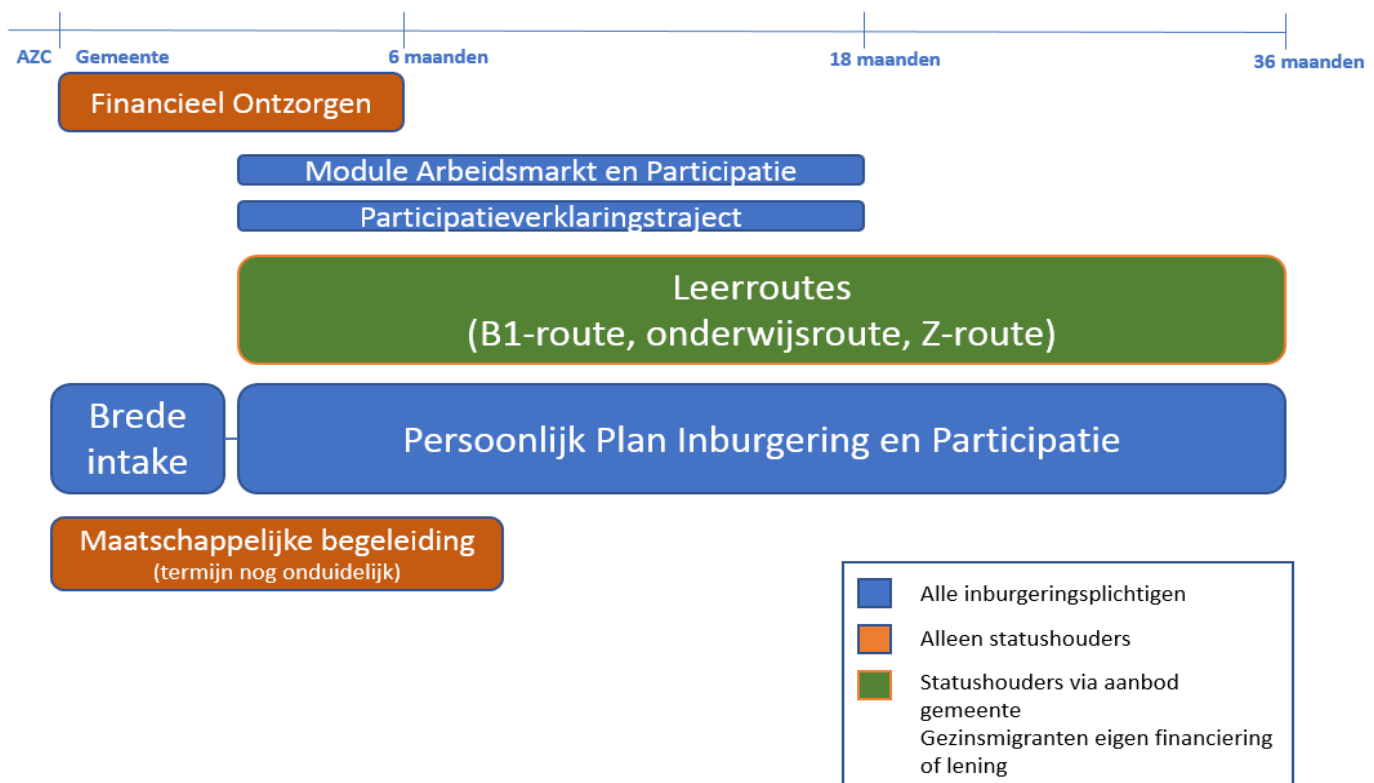 AZC
Gemeente
6 maanden
18 maanden
36 maanden
Financieel Ontzorgen
Module Arbeidsmarkt en Participatie
Participatieverklaringstraject
Leerroutes
(B1-route, onderwijsroute, Z-route)
Brede
intake
Persoonlijk Plan Inburgering en Participatie
Maatschappelijke begeleiding
(termijn nog onduidelijk)
Alle inburgeringsplichtigen
Alleen statushouders
Statushouders via aanbod
gemeente
Gezinsmigranten eigen financiering
of lening